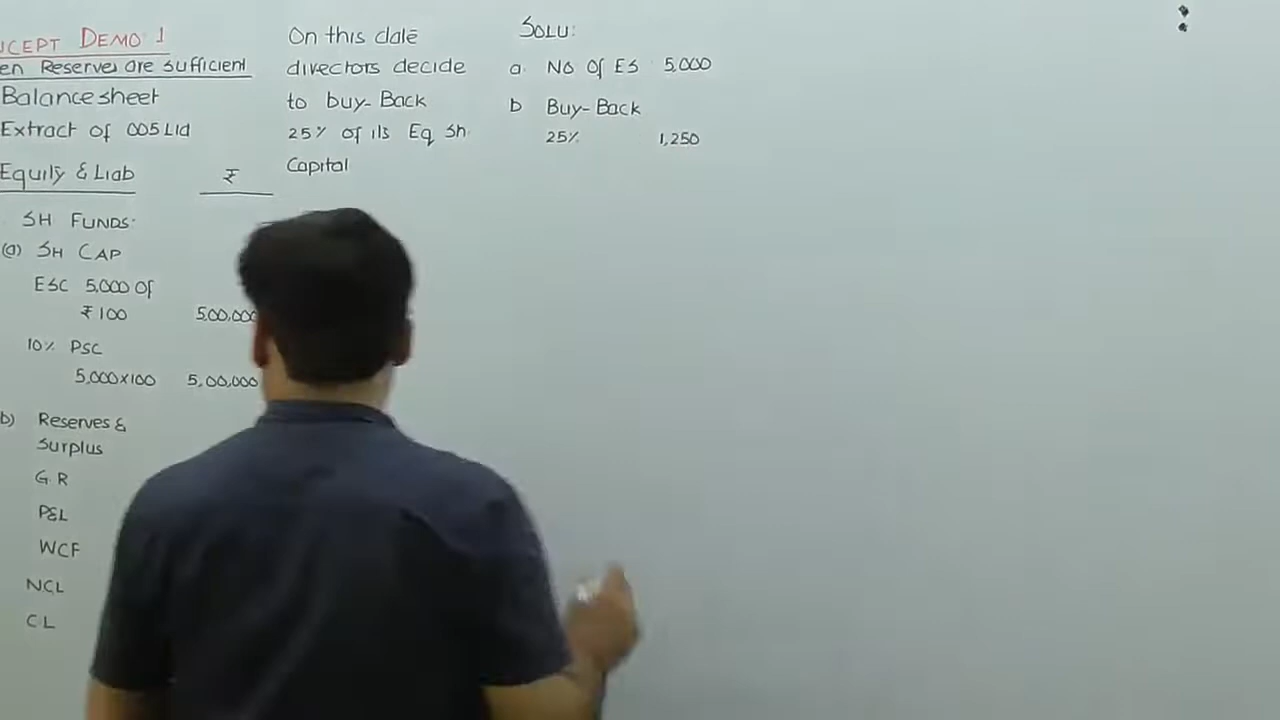 CEPT DEMO 1
en Reserves are sufficient
Balance sheet
Extract of 005 Ltd
Equity & Liab ₹
SH FUNDS:
(a) SH CAP
ESC 5,000 of
₹100 5,00,000
10% PSC
5,000x100 5,00,000
b) Reserves &
Surplus
G.R
P&L
WCF
NCL
CL
On this date
directors decide
to buy-Back
25% of its Eq Sh
Capital
SOLU:
a. No of ES 5,000
b Buy-Back
25% 1,250